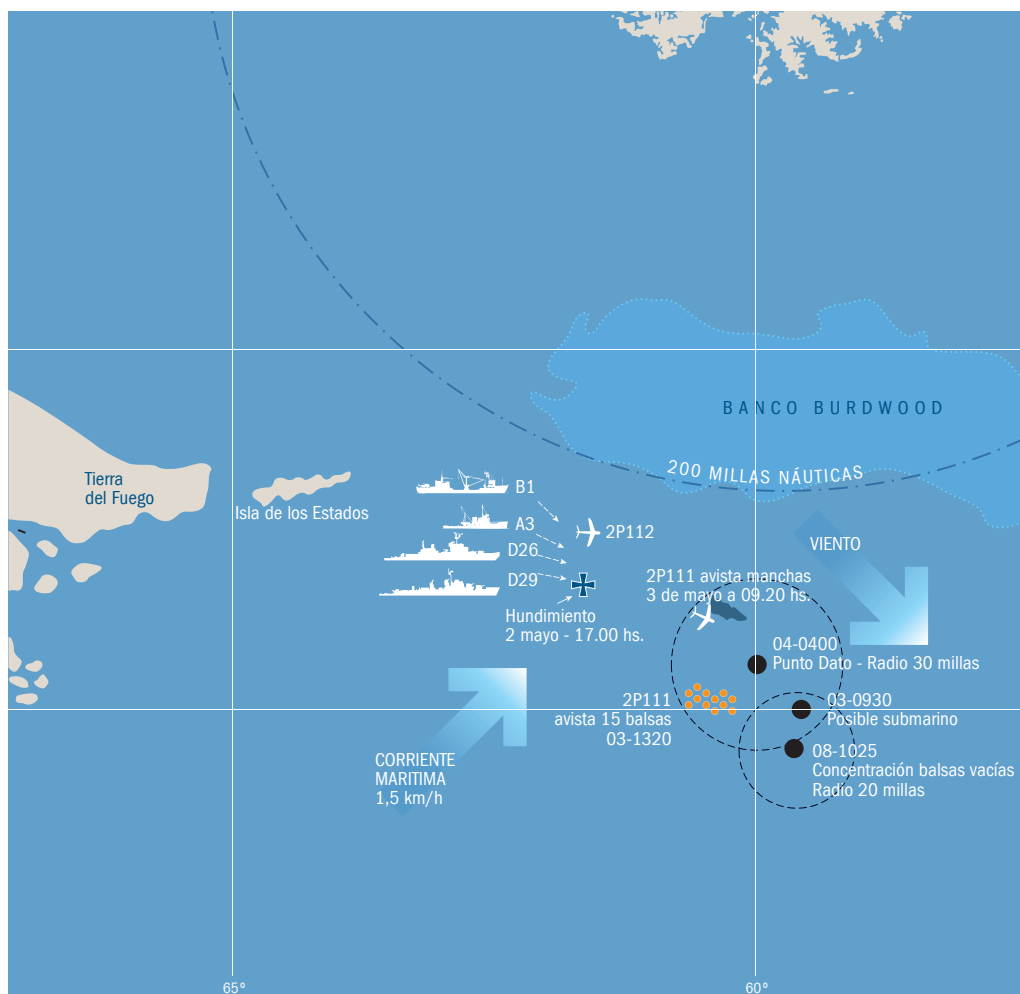 BANCO BURDWOOD
200 MILLAS NÁUTICAS
Tierra
del Fuego
Isla de los Estados
B1
A3
D26
D29
2P112
Hundimiento
2 mayo - 17.00 hs.
VIENTO
2P111 avista manchas
3 de mayo a 09.20 hs.
04-0400
Punto Dato - Radio 30 millas
2P111
avista 15 balsas
03-1320
03-0930
Posible submarino
08-1025
Concentración balsas vacías
Radio 20 millas
CORRIENTE
MARITIMA
1,5 km/h
65°
60°